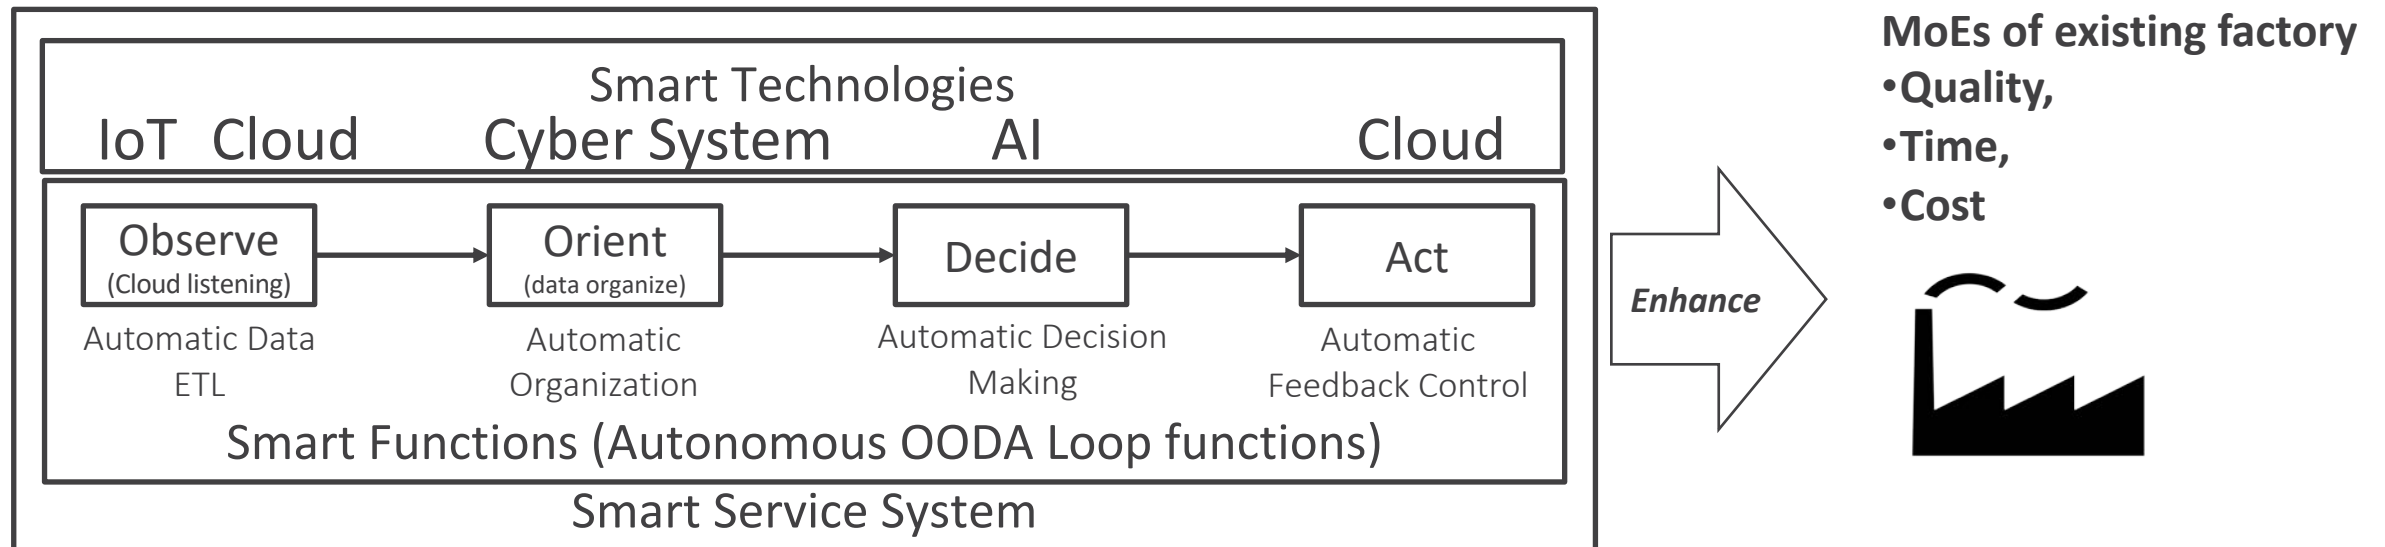 Smart Technologies
IoT Cloud Cyber System AI Cloud
Observe
(Cloud listening)
Orient
(data organize)
Decide
Act
Automatic Data
ETL
Automatic
Organization
Automatic Decision
Making
Automatic
Feedback Control
Smart Functions (Autonomous OODA Loop functions)
Smart Service System
Enhance
MoEs of existing factory
•Quality,
•Time,
•Cost